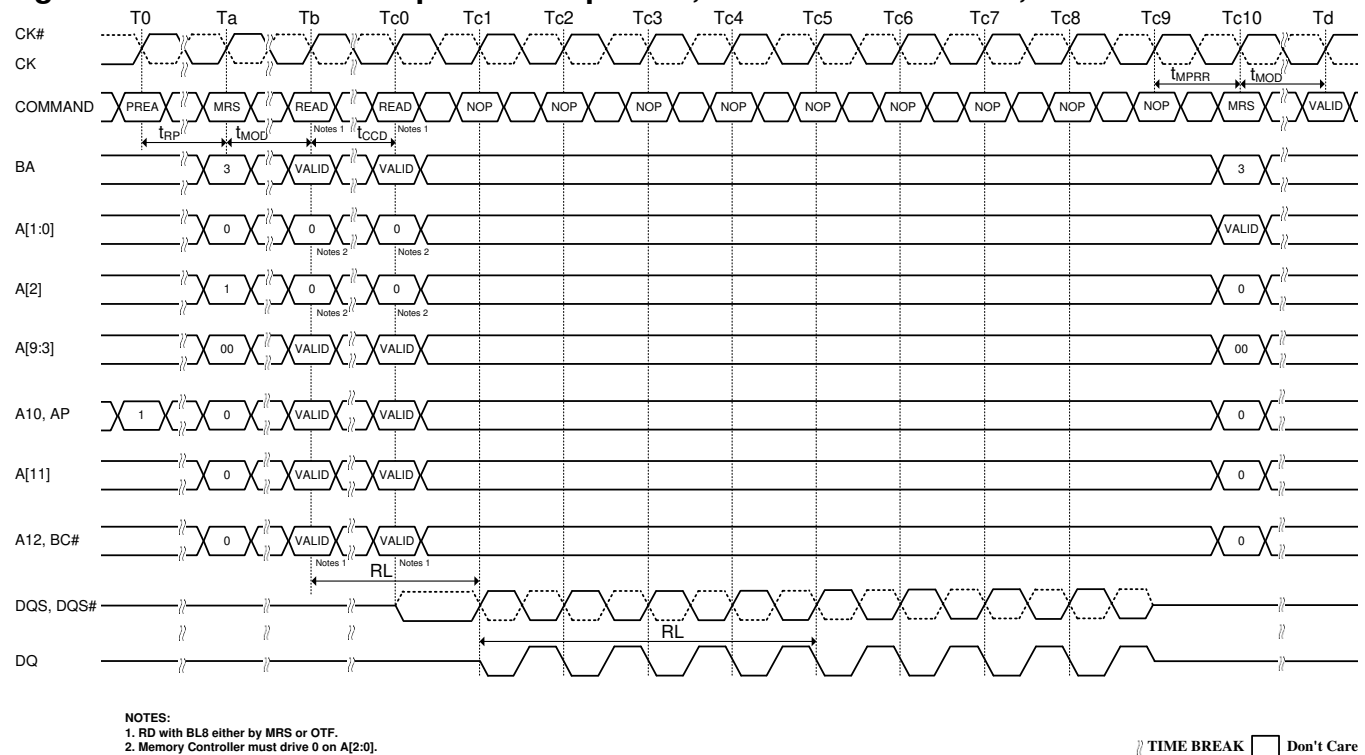 T0 Ta Tb Tc0 Tc1 Tc2 Tc3 Tc4 Tc5 Tc6 Tc7 Tc8 Tc9 Tc10 Td
CK#
CK
tMPRR tMOD
COMMAND PREA MRS READ READ NOP NOP NOP NOP NOP NOP NOP NOP NOP MRS VALID
Notes 1 Notes 1
tRP tMOD tCCD
BA 3 VALID VALID 3
A[1:0] 0 0 0 VALID
Notes 2 Notes 2
A[2] 1 0 0 0
Notes 2 Notes 2
A[9:3] 00 VALID VALID 00
A10, AP 1 0 VALID VALID 0
A[11] 0 VALID VALID 0
A12, BC# 0 VALID VALID 0
Notes 1 Notes 1
RL
DQS, DQS#
RL
DQ
NOTES:
1. RD with BL8 either by MRS or OTF.
2. Memory Controller must drive 0 on A[2:0].
TIME BREAK Don't Care